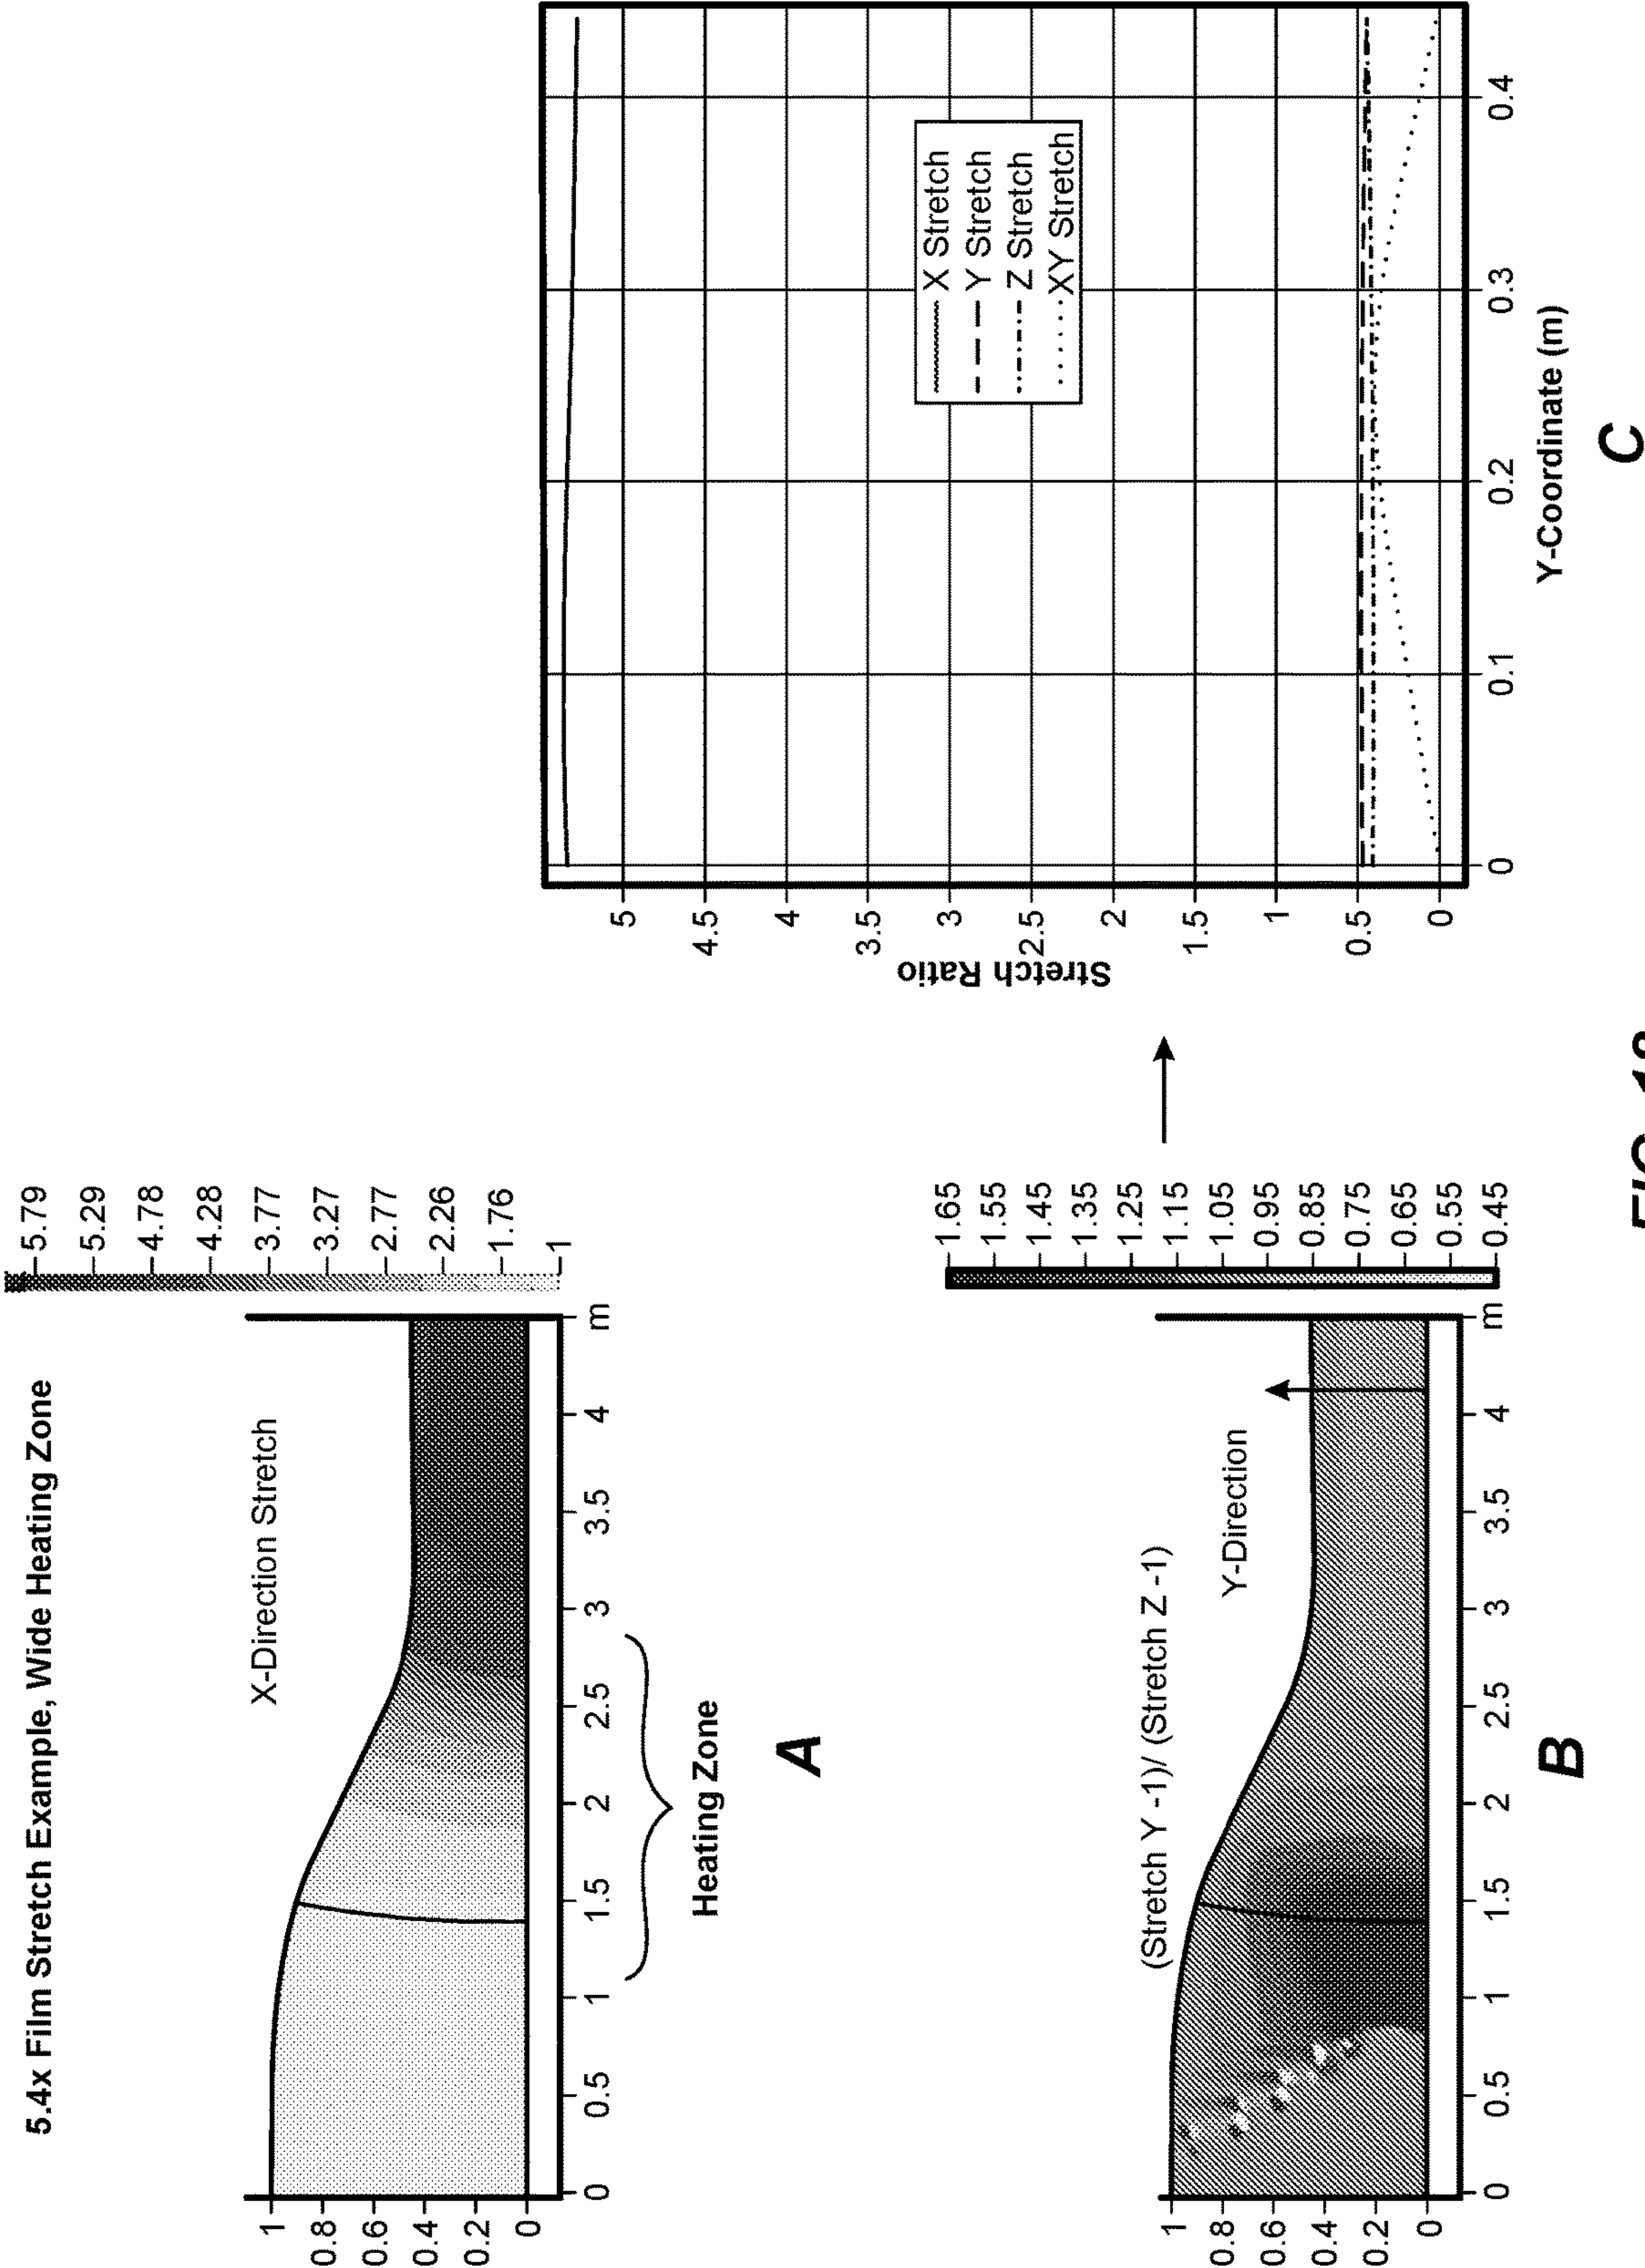 5.4x Film Stretch Example, Wide Heating Zone
X-Direction Stretch
1
0.8
0.6
0.4
0.2
0
0 0.5 1 1.5 2 2.5 3 3.5 4 m
5.79
5.29
4.78
4.28
3.77
3.27
2.77
2.26
1.76
1
Heating Zone
A
(Stretch Y -1)/ (Stretch Z -1)
Y-Direction
1
0.8
0.6
0.4
0.2
0
0 0.5 1 1.5 2 2.5 3 3.5 4 m
1.65
1.55
1.45
1.35
1.25
1.15
1.05
0.95
0.85
0.75
0.65
0.55
0.45
B
Stretch Ratio
5
4.5
4
3.5
3
2.5
2
1.5
1
0.5
0
X Stretch
Y Stretch
Z Stretch
XY Stretch
0 0.1 0.2 0.3 0.4
Y-Coordinate (m)
C